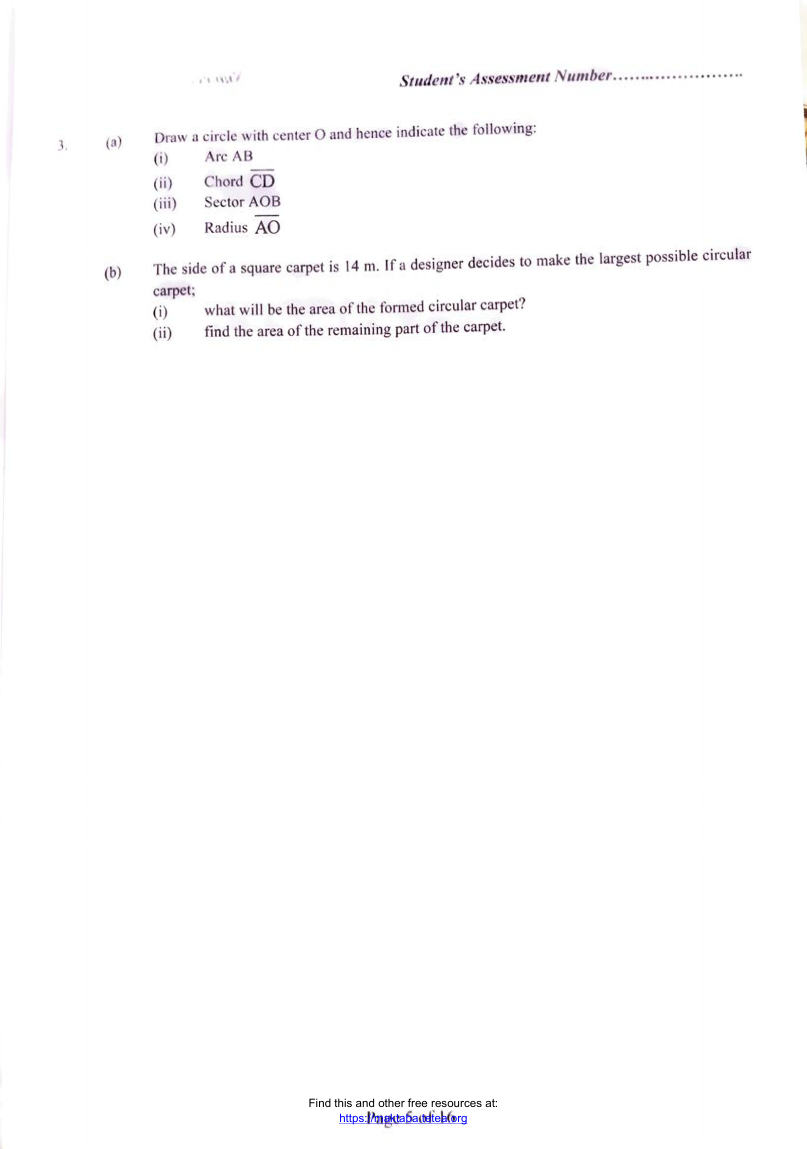 Student's Assessment Number...........................
3. (a) Draw a circle with center O and hence indicate the following:
(i) Arc AB
(ii) Chord C̅D̅
(iii) Sector AOB
(iv) Radius A̅O̅
(b) The side of a square carpet is 14 m. If a designer decides to make the largest possible circular
carpet;
(i) what will be the area of the formed circular carpet?
(ii) find the area of the remaining part of the carpet.
Find this and other free resources at: